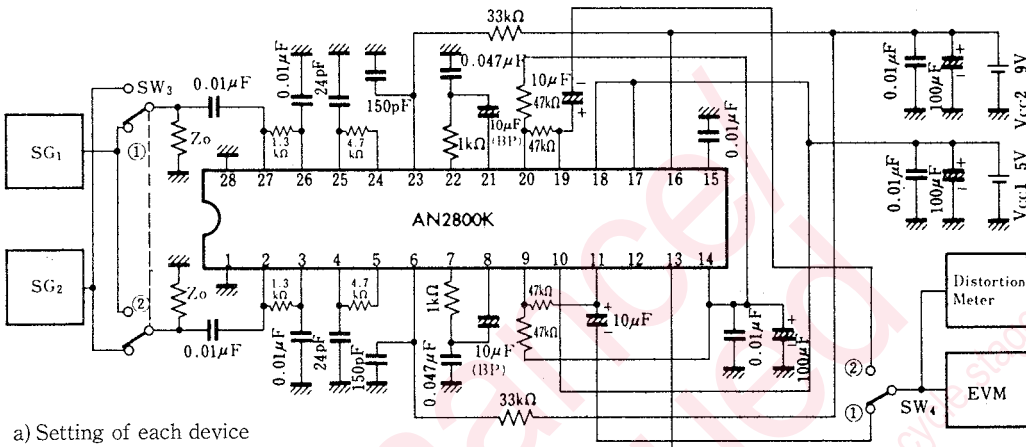 33kΩ
0.01μF
SW3
0.01μF
24pF
150pF
0.047μF
10μF
47kΩ
47kΩ
10μF
(BP)
1kΩ
0.01μF
0.01μF
100μF
Vcc2 9V
SG1
①
Zo
1.3
kΩ
4.7
kΩ
28 27 26 25 24 23 22 21 20 19 18 17 16 15
AN2800K
0.01μF
100μF
Vcc1 5V
1 2 3 4 5 6 7 8 9 10 11 12 13 14
SG2
②
Zo
0.01μF
1.3
kΩ
0.01μF
24pF
4.7
kΩ
150pF
1kΩ
0.047μF
10μF
(BP)
47kΩ
47kΩ
10μF
0.01μF
100μF
Distortion
Meter
②
①
SW4
EVM
33kΩ
a) Setting of each device